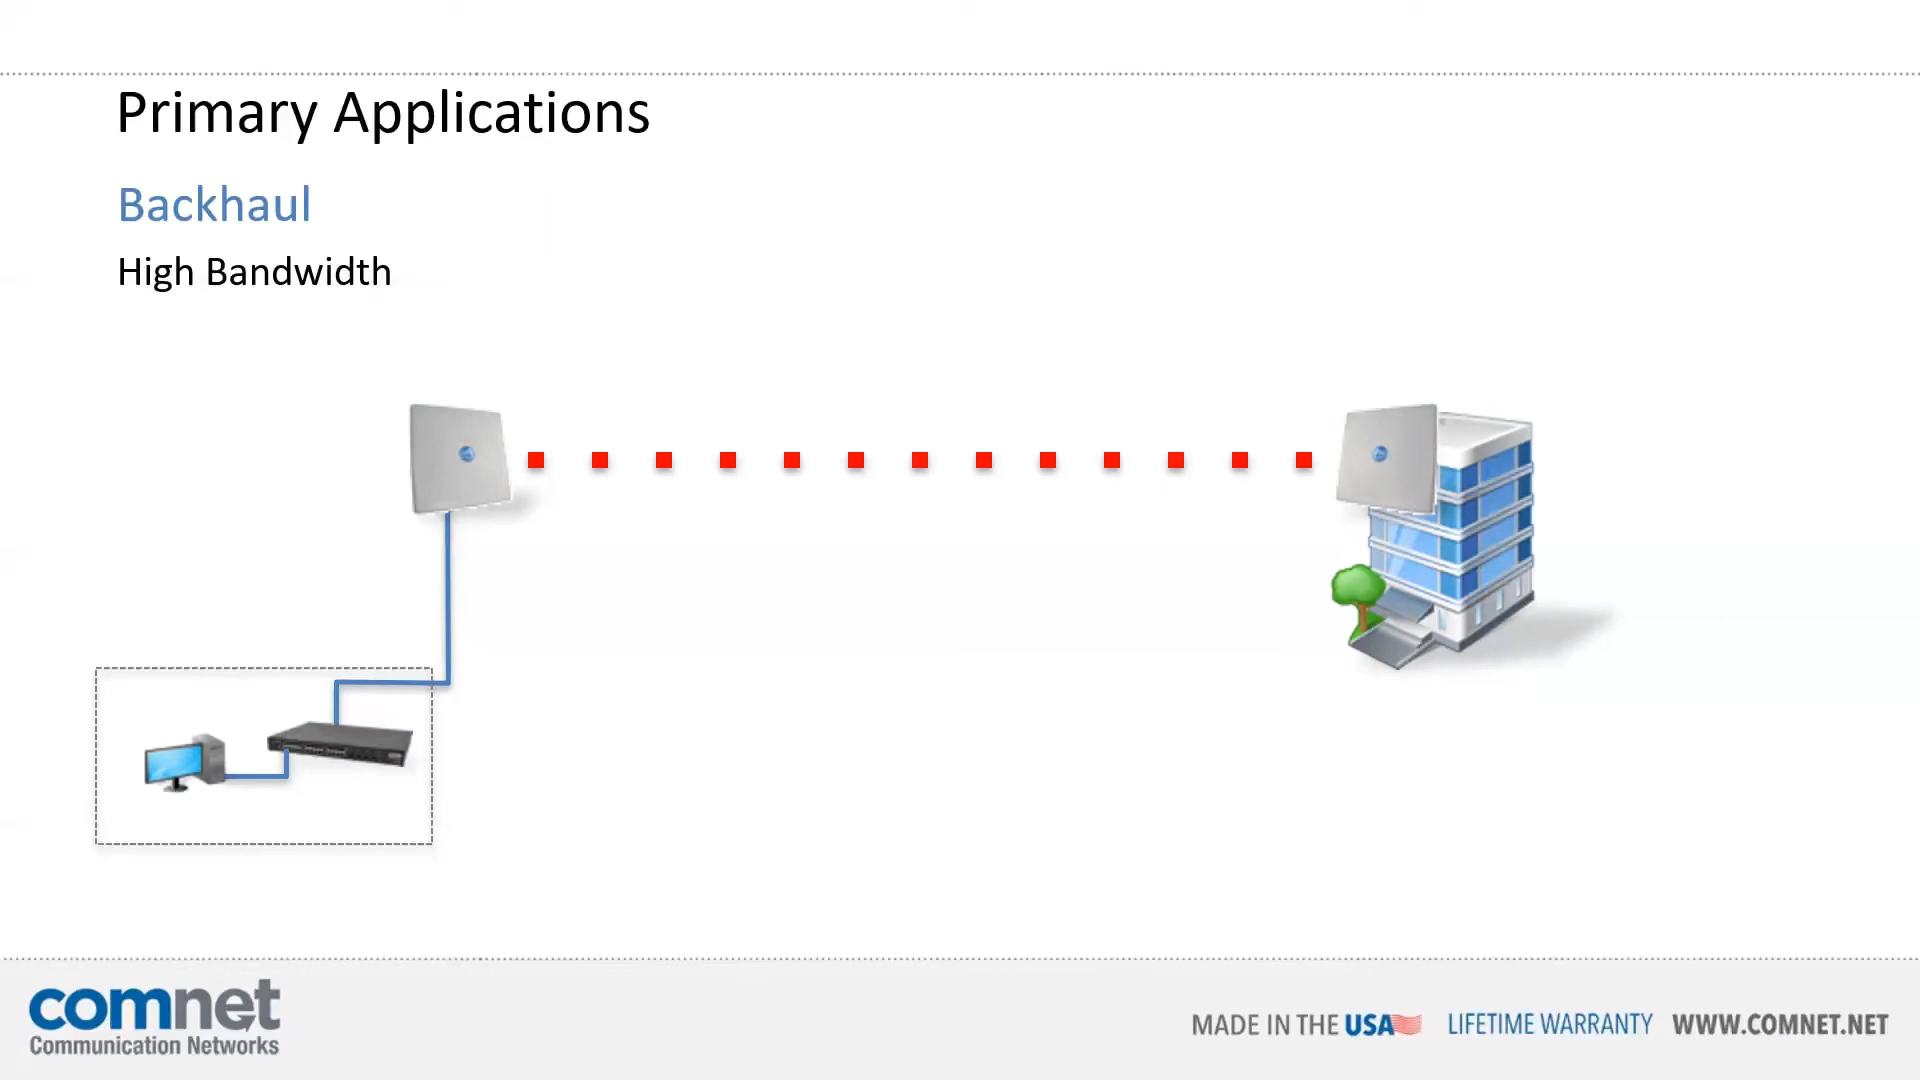 Primary Applications
Backhaul
High Bandwidth
comnet
Communication Networks
MADE IN THE USA LIFETIME WARRANTY WWW.COMNET.NET